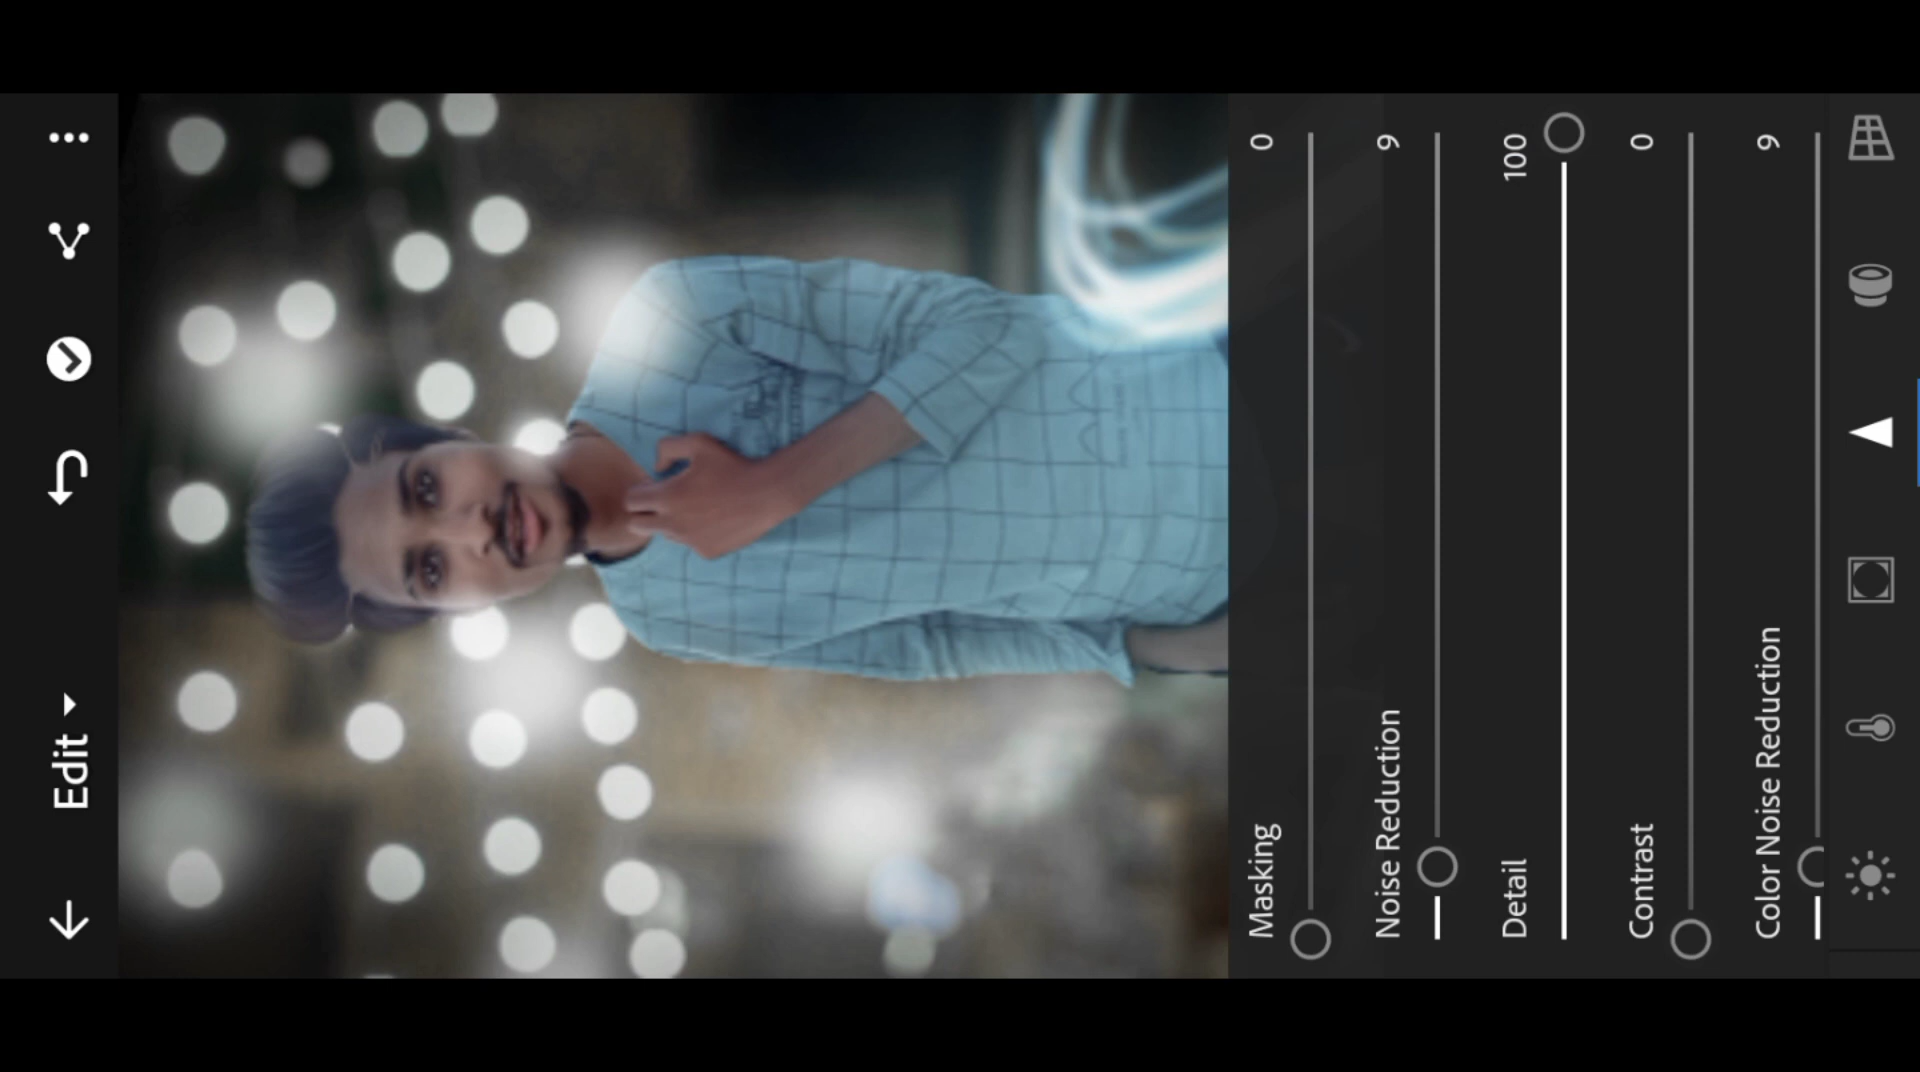 Edit
Masking 0
Noise Reduction 9
Detail 100
Contrast 0
Color Noise Reduction 9